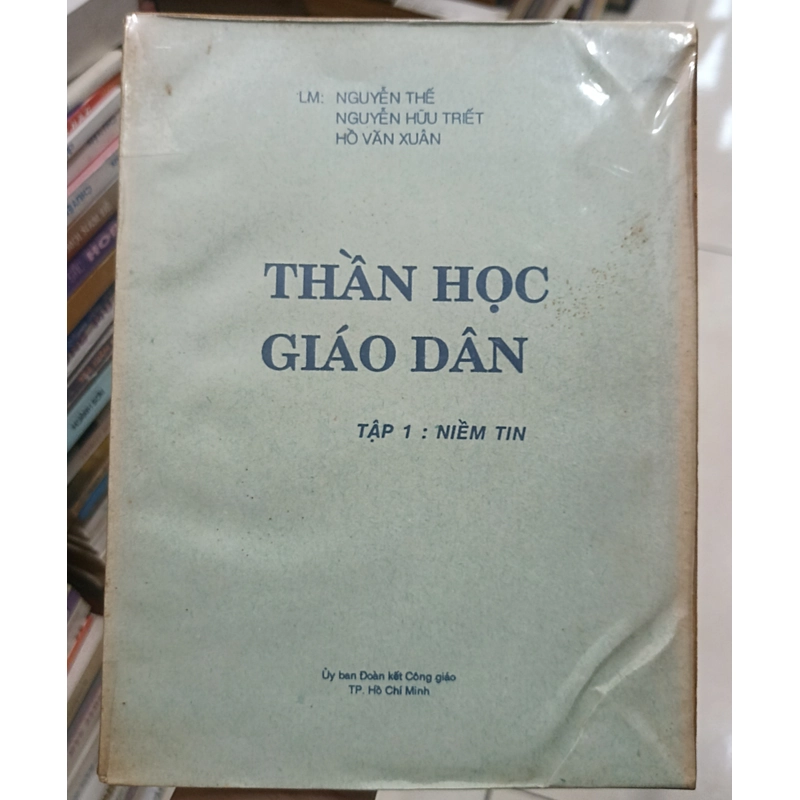 LM: NGUYỄN THẾ
NGUYỄN HỮU TRIẾT
HỒ VĂN XUÂN
THẦN HỌC
GIÁO DÂN
TẬP 1 : NIỀM TIN
Ủy ban Đoàn kết Công giáo
TP. Hồ Chí Minh